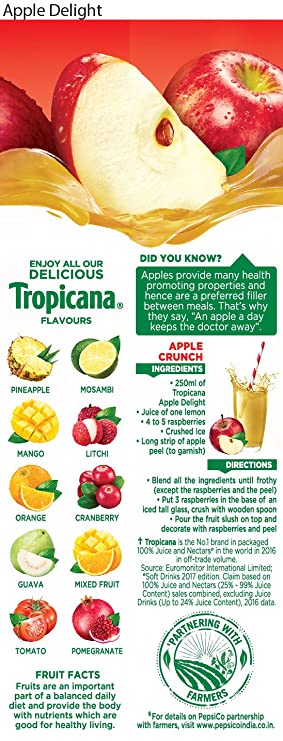 Apple Delight
ENJOY ALL OUR
DELICIOUS
Tropicana®
FLAVOURS
PINEAPPLE
MOSAMBI
MANGO
LITCHI
ORANGE
CRANBERRY
GUAVA
MIXED FRUIT
TOMATO
POMEGRANATE
FRUIT FACTS
Fruits are an important
part of a balanced daily
diet and provide the body
with nutrients which are
good for healthy living.
DID YOU KNOW?
Apples provide many health
promoting properties and
hence are a preferred filler
between meals. That's why
they say, "An apple a day
keeps the doctor away".
APPLE
CRUNCH
INGREDIENTS
• 250ml of
Tropicana
Apple Delight
• Juice of one lemon
• 4 to 5 raspberries
• Crushed Ice
• Long strip of apple
peel (to garnish)
DIRECTIONS
• Blend all the ingredients until frothy
(except the raspberries and the peel)
• Put 3 raspberries in the base of an
iced tall glass, crush with wooden spoon
• Pour the fruit slush on top and
decorate with raspberries and peel
† Tropicana is the No.1 brand in packaged
100% Juice and Nectars* in the world in 2016
in off-trade volume.
Source: Euromonitor International Limited;
*Soft Drinks 2017 edition. Claim based on
100% Juice and Nectars (25% - 99% Juice
Content) sales combined, excluding Juice
Drinks (Up to 24% Juice Content), 2016 data.
§PARTNERING WITH
FARMERS
§For details on PepsiCo partnership
with farmers, visit www.pepsicoindia.co.in.